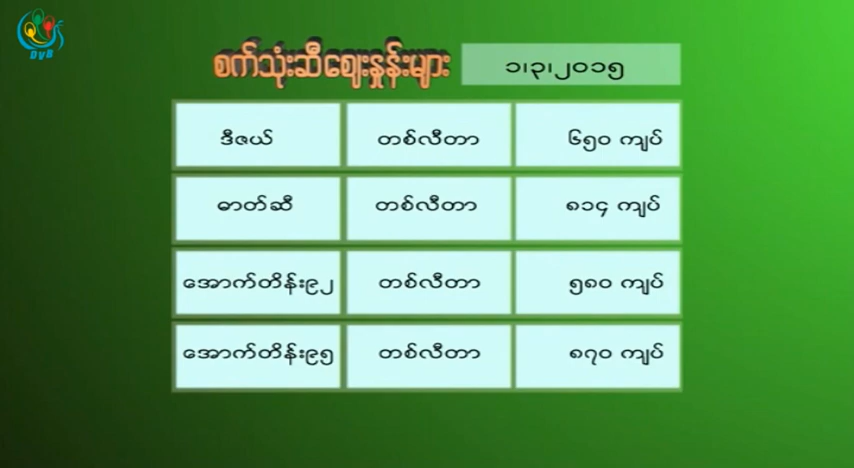 DVB
စက်သုံးဆီဈေးနှုန်းများ ၁၊၃၊၂၀၁၅
ဒီဇယ် တစ်လီတာ ၆၅၀ ကျပ်
ဓာတ်ဆီ တစ်လီတာ ၈၁၄ ကျပ်
အောက်တိန်း၉၂ တစ်လီတာ ၅၈၀ ကျပ်
အောက်တိန်း၉၅ တစ်လီတာ ၈၇၀ ကျပ်